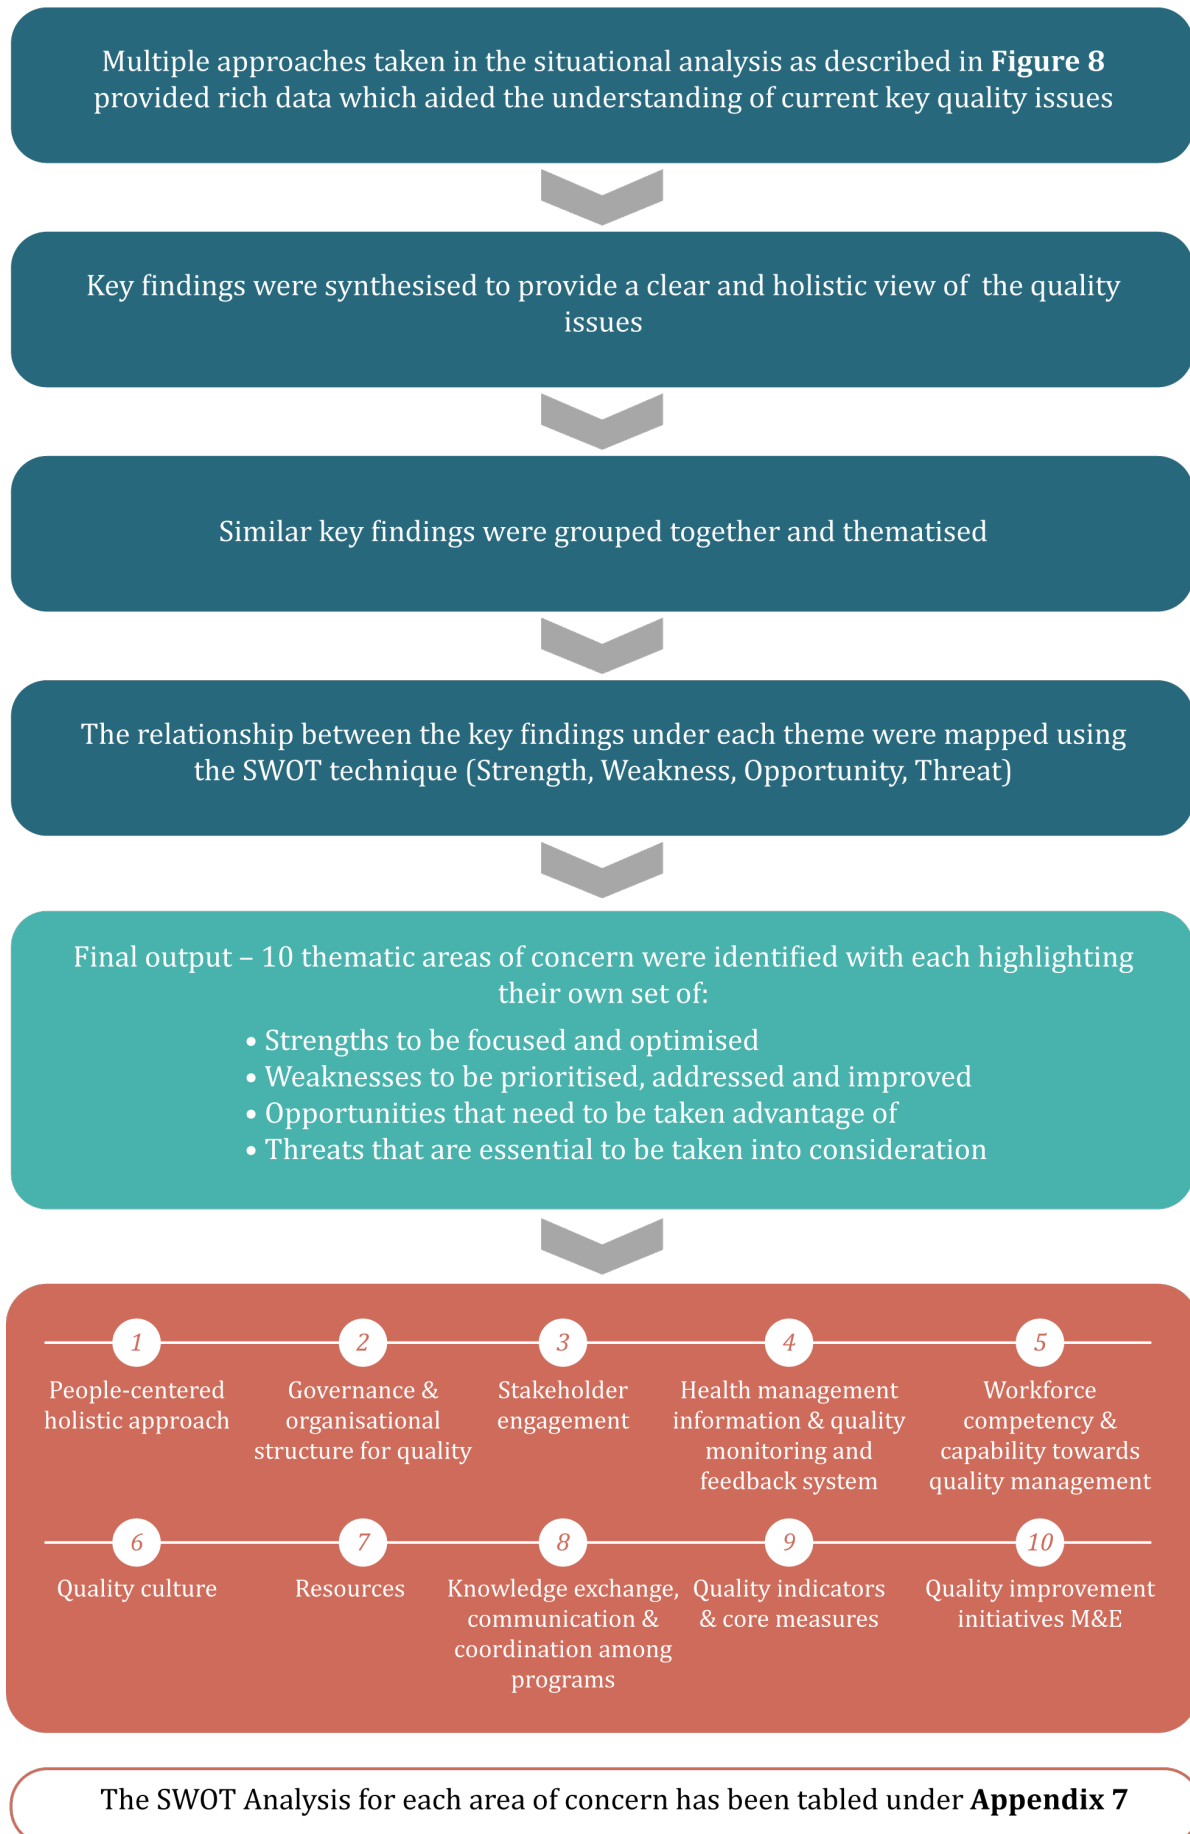 Multiple approaches taken in the situational analysis as described in Figure 8
provided rich data which aided the understanding of current key quality issues
Key findings were synthesised to provide a clear and holistic view of  the quality
issues
Similar key findings were grouped together and thematised
The relationship between the key findings under each theme were mapped using
the SWOT technique (Strength, Weakness, Opportunity, Threat)
Final output – 10 thematic areas of concern were identified with each highlighting
their own set of:
• Strengths to be focused and optimised
• Weaknesses to be prioritised, addressed and improved
• Opportunities that need to be taken advantage of
• Threats that are essential to be taken into consideration
1
People-centered
holistic approach
2
Governance &
organisational
structure for quality
3
Stakeholder
engagement
4
Health management
information & quality
monitoring and
feedback system
5
Workforce
competency &
capability towards
quality management
6
Quality culture
7
Resources
8
Knowledge exchange,
communication &
coordination among
programs
9
Quality indicators
& core measures
10
Quality improvement
initiatives M&E
The SWOT Analysis for each area of concern has been tabled under Appendix 7